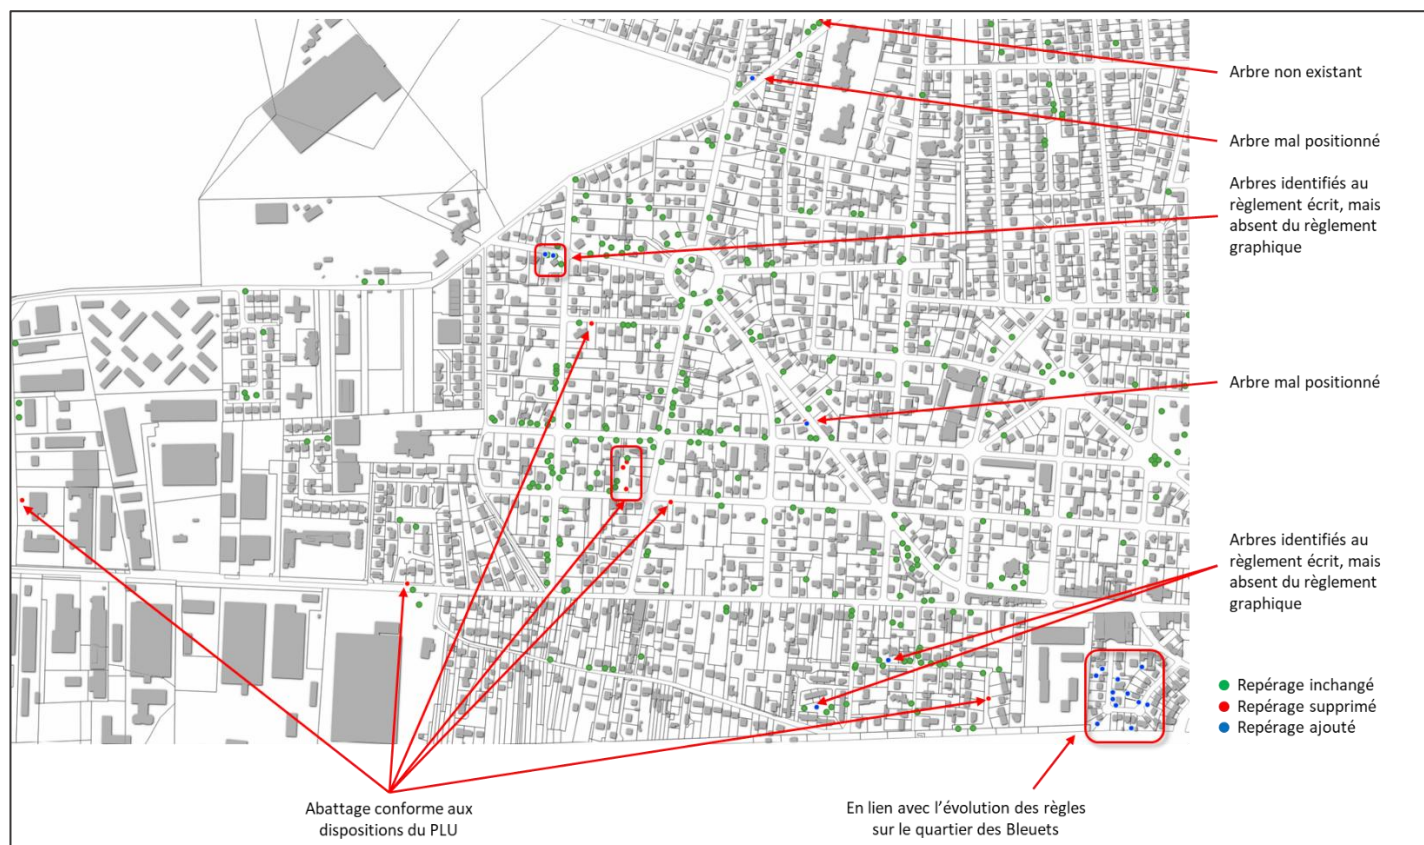 Arbre non existant
Arbre mal positionné
Arbres identifiés au
règlement écrit, mais
absent du règlement
graphique
Arbre mal positionné
Arbres identifiés au
règlement écrit, mais
absent du règlement
graphique
Repérage inchangé
Repérage supprimé
Repérage ajouté
Abattage conforme aux
dispositions du PLU
En lien avec l'évolution des règles
sur le quartier des Bleuets